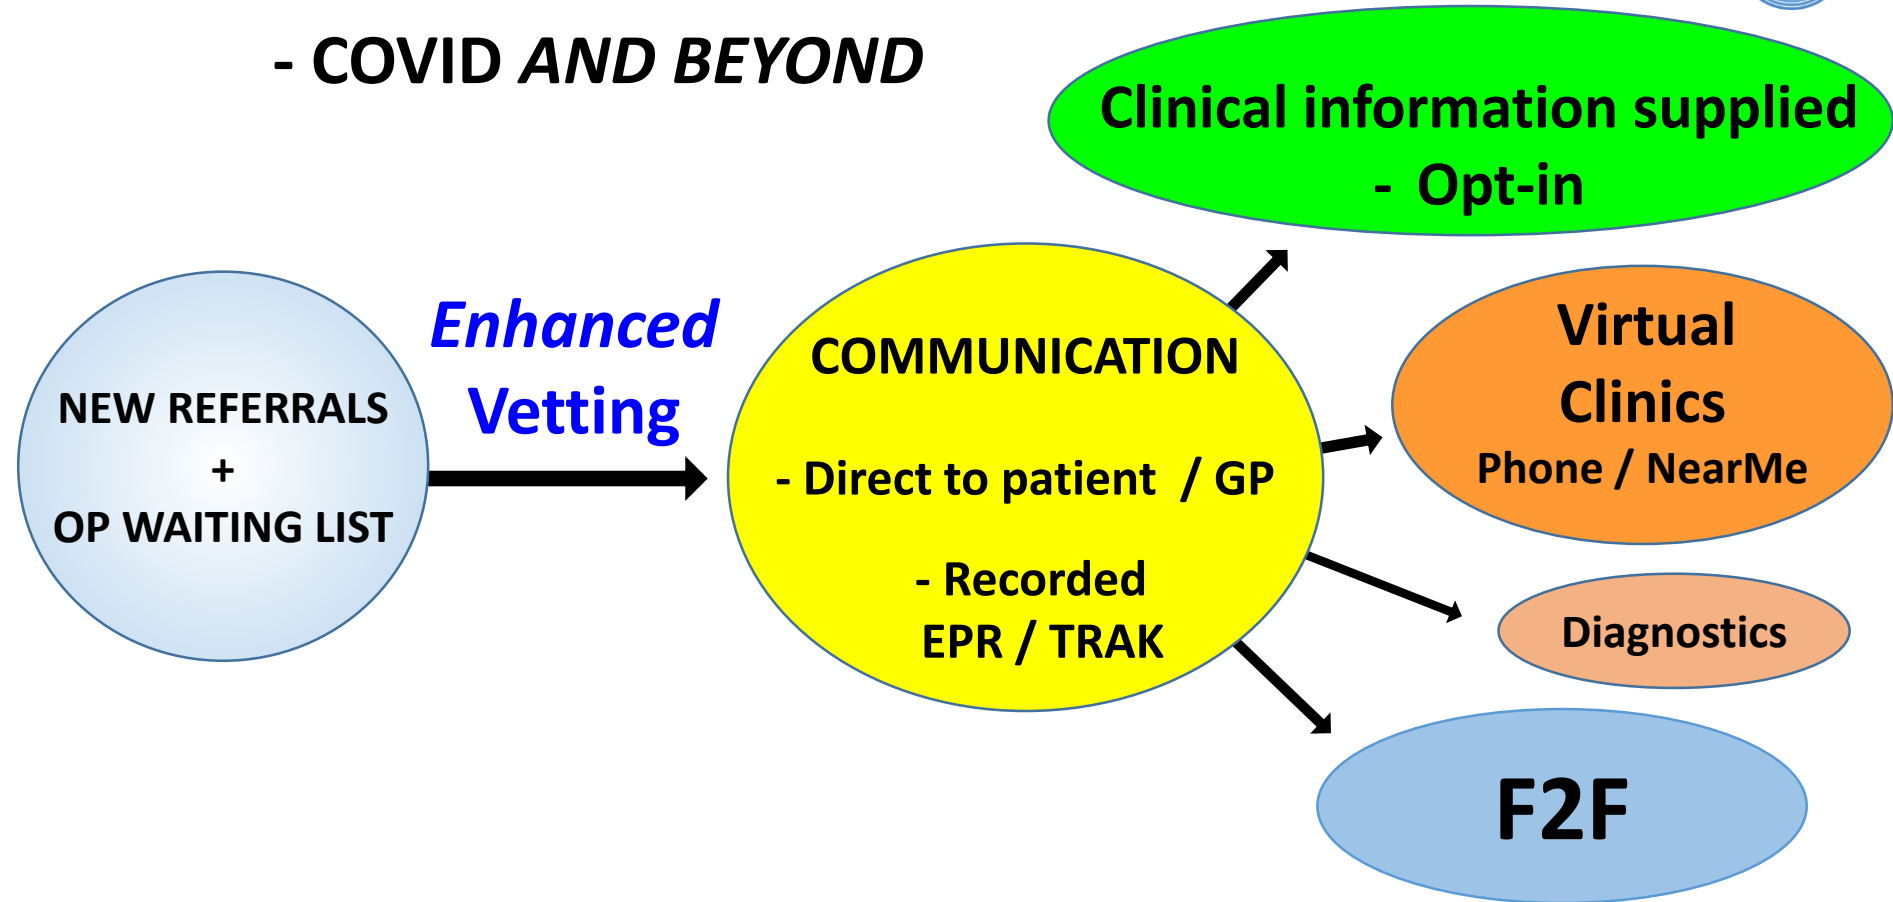 - COVID AND BEYOND
Clinical information supplied
- Opt-in
Enhanced
Vetting
NEW REFERRALS
+
OP WAITING LIST
COMMUNICATION
- Direct to patient / GP
- Recorded
EPR / TRAK
Virtual
Clinics
Phone / NearMe
Diagnostics
F2F